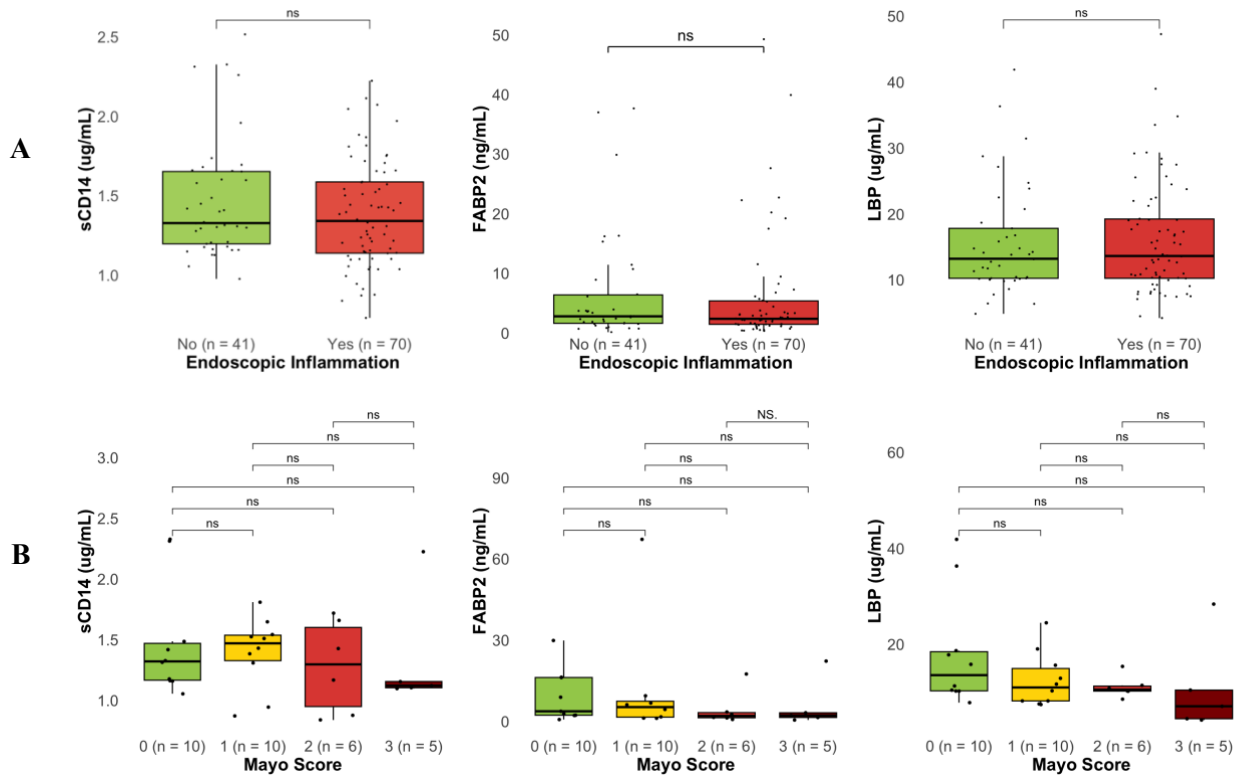 A
ns
sCD14 (ug/mL)
2.5
2.0
1.5
1.0
No (n = 41)
Yes (n = 70)
Endoscopic Inflammation
ns
FABP2 (ng/mL)
50
40
30
20
10
0
No (n = 41)
Yes (n = 70)
Endoscopic Inflammation
ns
LBP (ug/mL)
50
40
30
20
10
No (n = 41)
Yes (n = 70)
Endoscopic Inflammation
B
ns
ns
ns
ns
ns
ns
sCD14 (ug/mL)
3.0
2.5
2.0
1.5
1.0
0 (n = 10)
1 (n = 10)
2 (n = 6)
3 (n = 5)
Mayo Score
NS.
ns
ns
ns
ns
ns
FABP2 (ng/mL)
90
60
30
0
0 (n = 10)
1 (n = 10)
2 (n = 6)
3 (n = 5)
Mayo Score
ns
ns
ns
ns
ns
ns
LBP (ug/mL)
60
40
20
0 (n = 10)
1 (n = 10)
2 (n = 6)
3 (n = 5)
Mayo Score